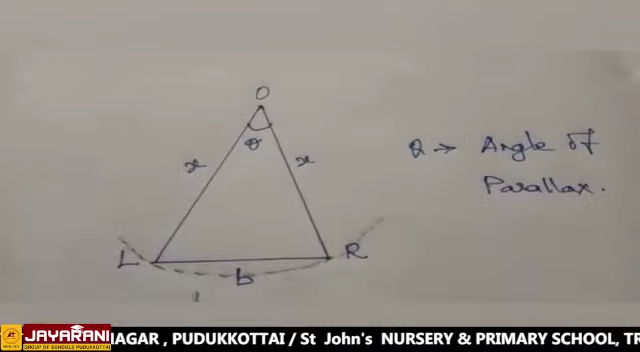 O
θ
x
x
θ → Angle of
Parallax.
L
R
b
JAYARANI
GROUP OF SCHOOLS PUDUKKOTTAI
NAGAR , PUDUKKOTTAI / St John's NURSERY & PRIMARY SCHOOL, TR